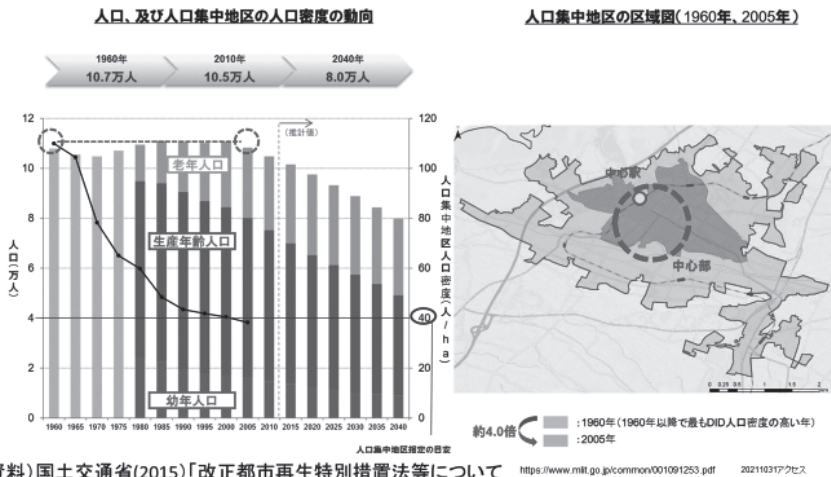 人口、及び人口集中地区の人口密度の動向
人口集中地区の区域図(1960年、2005年)
1960年
10.7万人
2010年
10.5万人
2040年
8.0万人
人口(万人)
12
10
8
6
4
2
0
120
100
80
60
40
20
0
人口集中地区人口密度(人/ha)
(推計値)
老年人口
生産年齢人口
幼年人口
1960 1965 1970 1975 1980 1985 1990 1995 2000 2005 2010 2015 2020 2025 2030 2035 2040
人口集中地区指定の目安
中心駅
中心部
0 0.25 0.5 1 1.5 2
約4.0倍
:1960年(1960年以降で最もDID人口密度の高い年)
:2005年
資料)国土交通省(2015)「改正都市再生特別措置法等について
https://www.mlit.go.jp/common/001091253.pdf 20211031アクセス